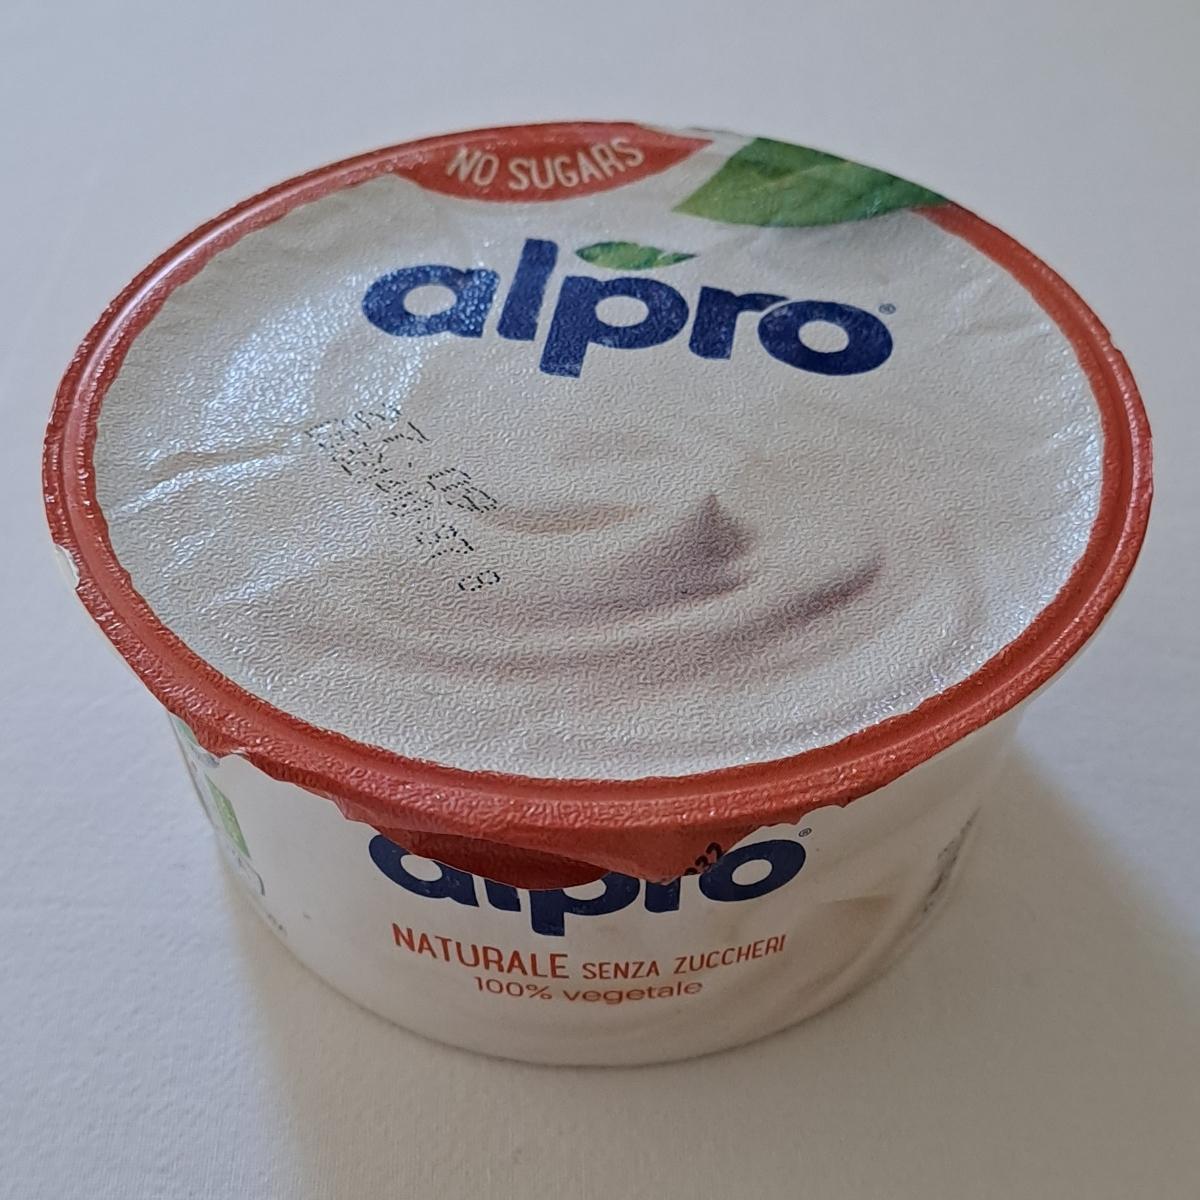 NO SUGARS
alpro®
alpro®
NATURALE SENZA ZUCCHERI
100% vegetale